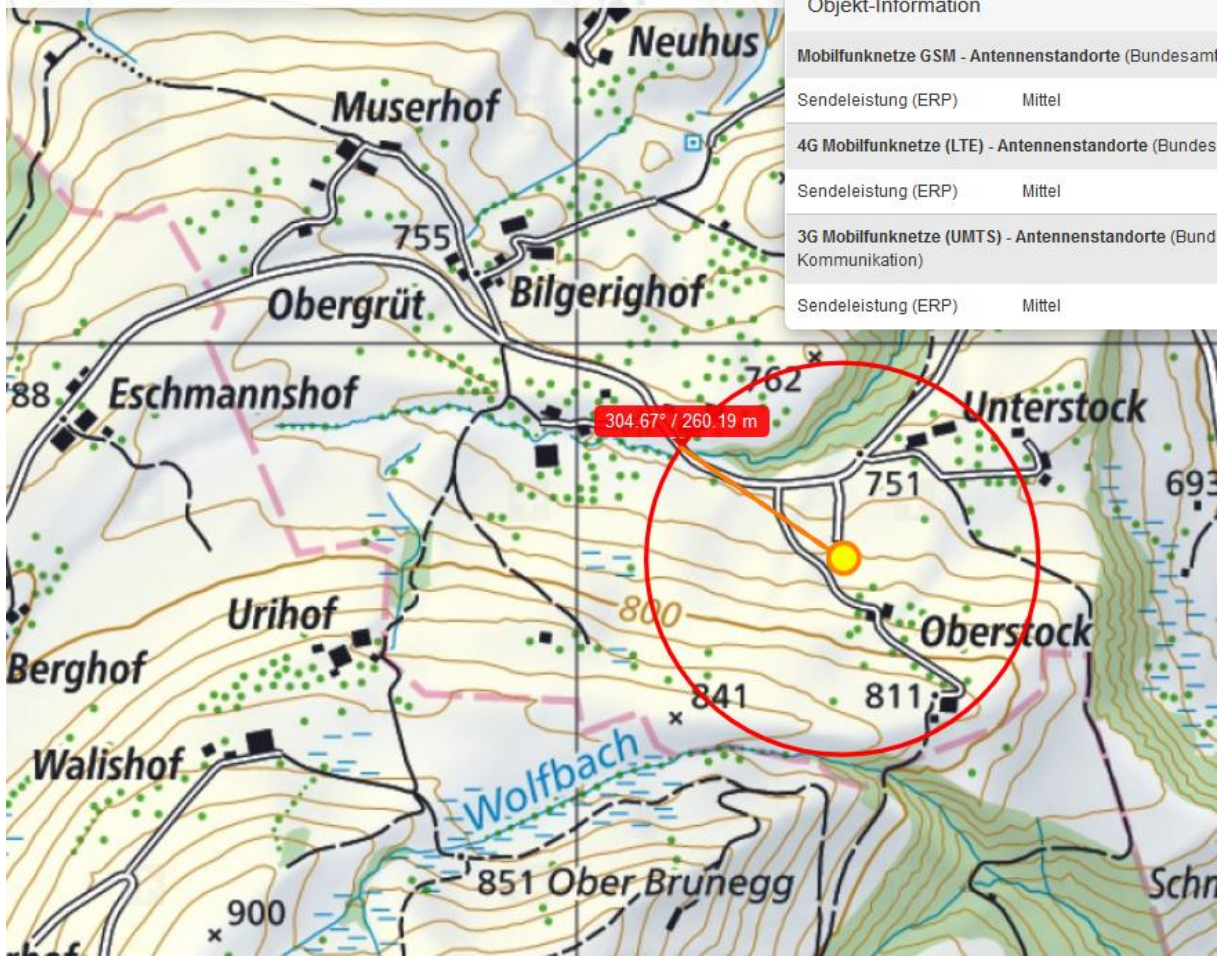 Objekt-Information
Mobilfunknetze GSM - Antennenstandorte (Bundesamt
Sendeleistung (ERP) Mittel
4G Mobilfunknetze (LTE) - Antennenstandorte (Bundes
Sendeleistung (ERP) Mittel
3G Mobilfunknetze (UMTS) - Antennenstandorte (Bund
Kommunikation)
Sendeleistung (ERP) Mittel
Neuhus
Muserhof
755
Bilgerighof
Obergrüt
762
88
Eschmannshof
304.67° / 260.19 m
Unterstock
751
693
800
Urihof
Oberstock
Berghof
841
811
Walishof
Wolfbach
851 Ober Brunegg
Schn
900
hof